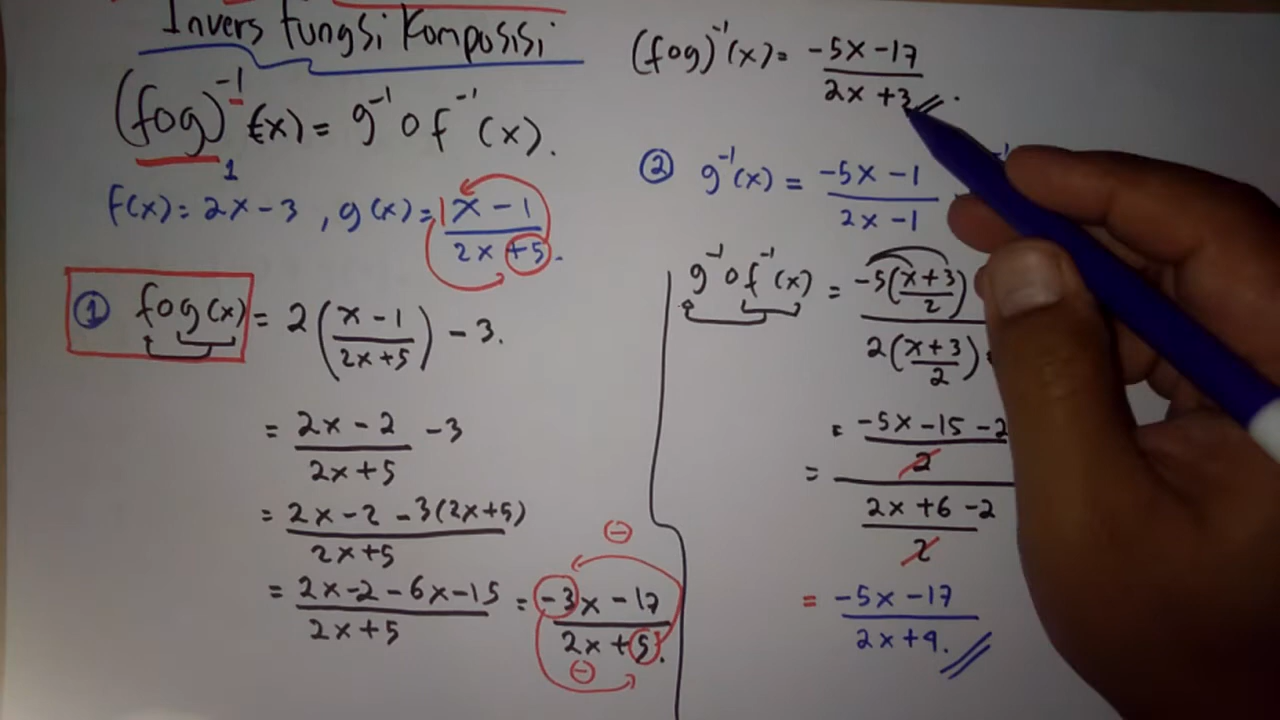 Invers fungsi Komposisi
(fog)⁻¹(x) = g⁻¹ o f⁻¹ (x).
1
f(x) = 2x - 3 , g(x) = 1x - 1 / 2x + 5 .
① fog(x) = 2 ( x - 1 / 2x + 5 ) - 3.
= 2x - 2 / 2x + 5 - 3
= 2x - 2 - 3(2x+5) / 2x + 5
= 2x - 2 - 6x - 15 / 2x + 5 = -3x - 17 / 2x + 5.
(fog)⁻¹(x) = -5x - 17 / 2x + 3 .
② g⁻¹(x) = -5x - 1 / 2x - 1
g⁻¹ o f⁻¹(x) = -5 ( x+3 / 2 ) / 2 ( x+3 / 2 )
= -5x - 15 - 2 / 2
= 2x + 6 - 2 / 2
= -5x - 17 / 2x + 4.